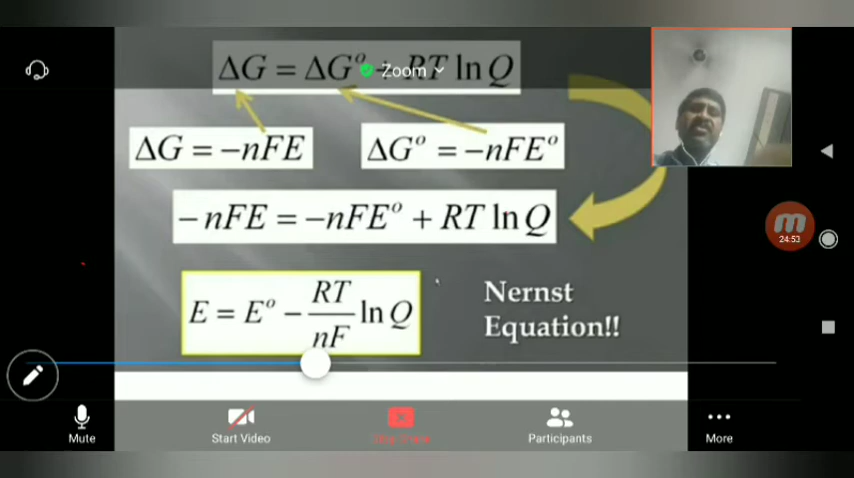 ΔG = ΔG° + RT ln Q
Zoom
ΔG = −nFE
ΔG° = −nFE°
− nFE = −nFE° + RT ln Q
24:53
E = E° − RT/nF ln Q
Nernst
Equation!!
Mute
Start Video
Participants
More